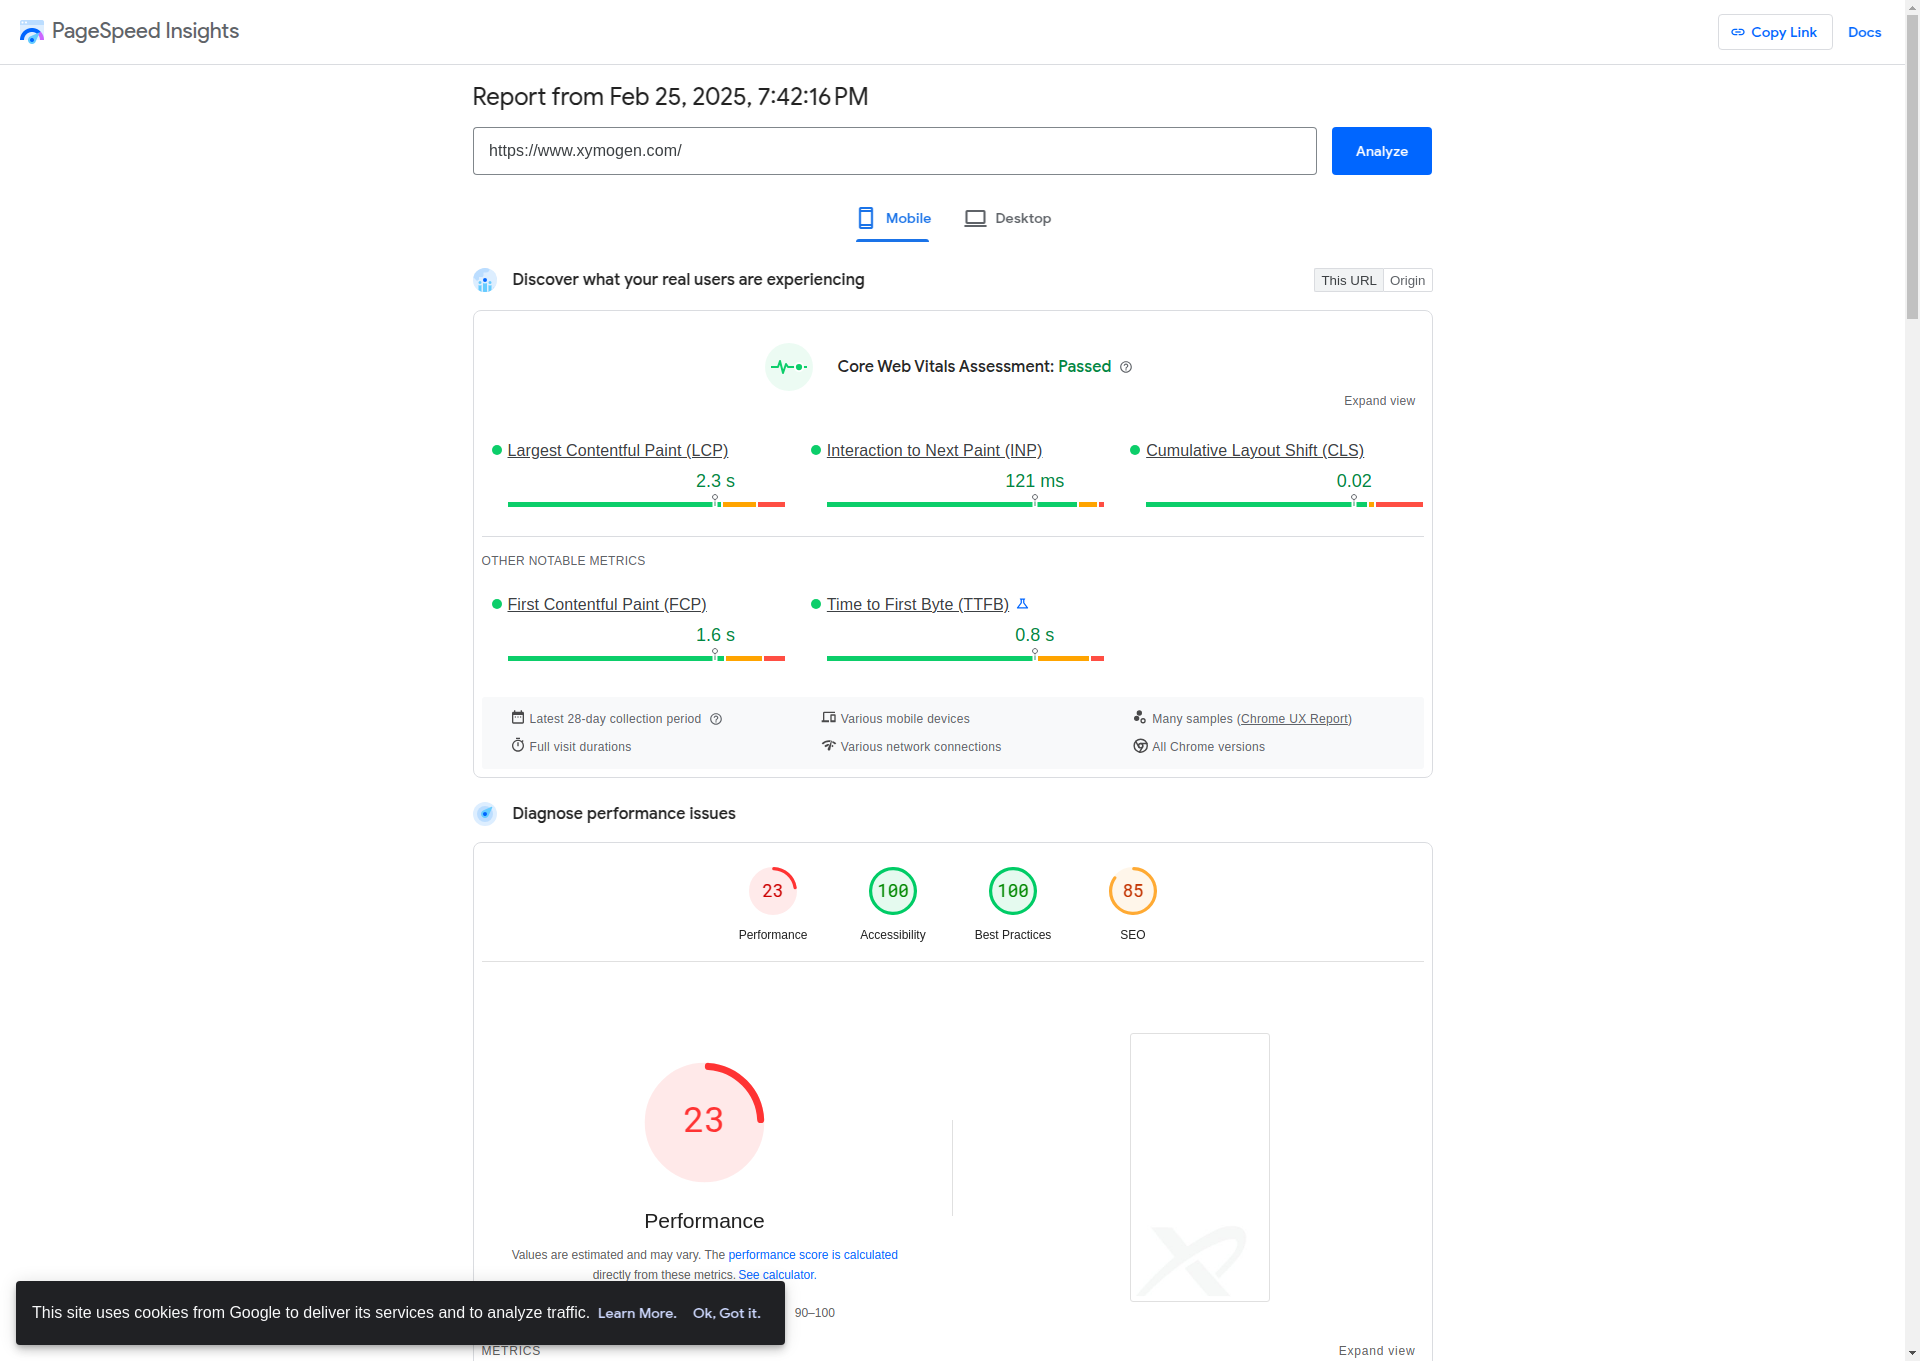 PageSpeed Insights
Copy Link
Docs
Report from Feb 25, 2025, 7:42:16 PM
https://www.xymogen.com/
Analyze
Mobile
Desktop
Discover what your real users are experiencing
This URL
Origin
Core Web Vitals Assessment: Passed
Expand view
Largest Contentful Paint (LCP)
2.3 s
Interaction to Next Paint (INP)
121 ms
Cumulative Layout Shift (CLS)
0.02
OTHER NOTABLE METRICS
First Contentful Paint (FCP)
1.6 s
Time to First Byte (TTFB)
0.8 s
Latest 28-day collection period
Various mobile devices
Many samples (Chrome UX Report)
Full visit durations
Various network connections
All Chrome versions
Diagnose performance issues
23
Performance
100
Accessibility
100
Best Practices
85
SEO
23
Performance
Values are estimated and may vary. The performance score is calculated
directly from these metrics. See calculator.
90–100
This site uses cookies from Google to deliver its services and to analyze traffic. Learn More. Ok, Got it.
METRICS
Expand view